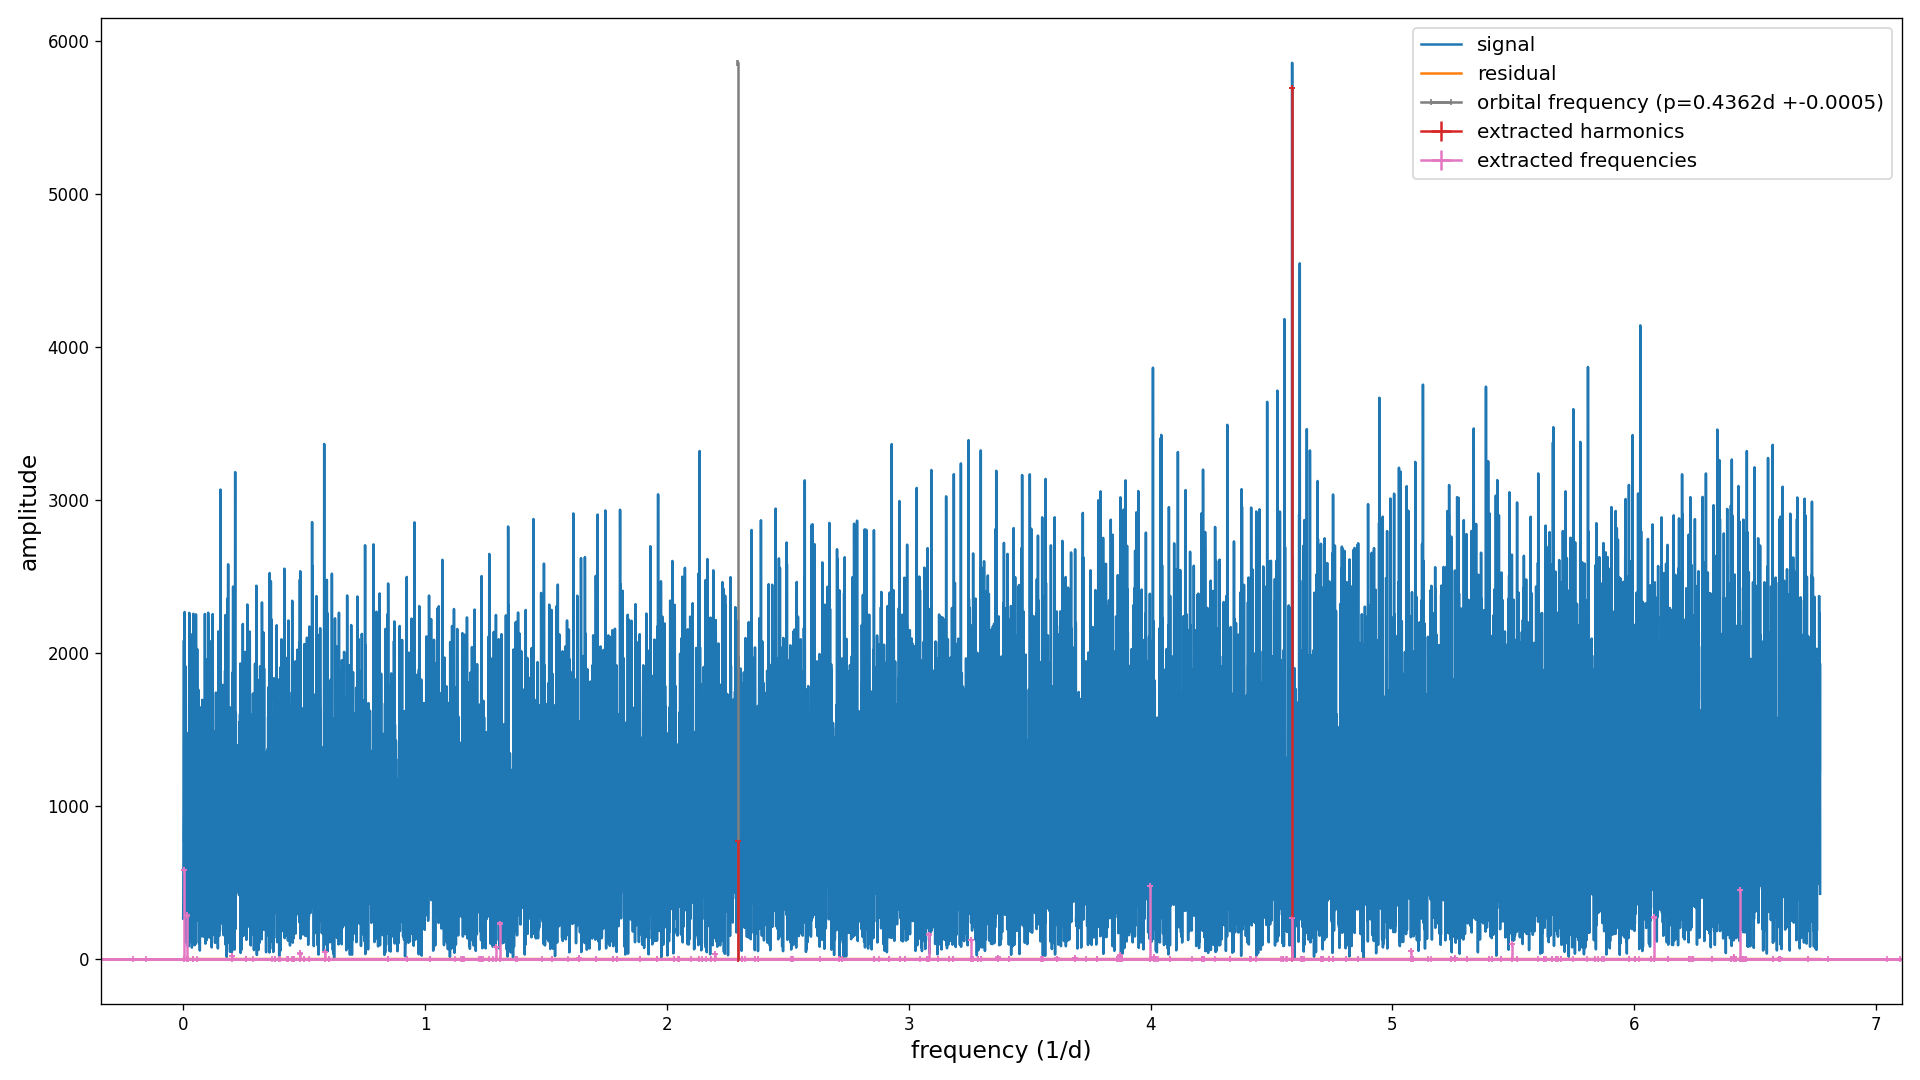 6000
5000
4000
3000
2000
1000
0
amplitude
0 1 2 3 4 5 6 7
frequency (1/d)
signal
residual
orbital frequency (p=0.4362d +-0.0005)
extracted harmonics
extracted frequencies